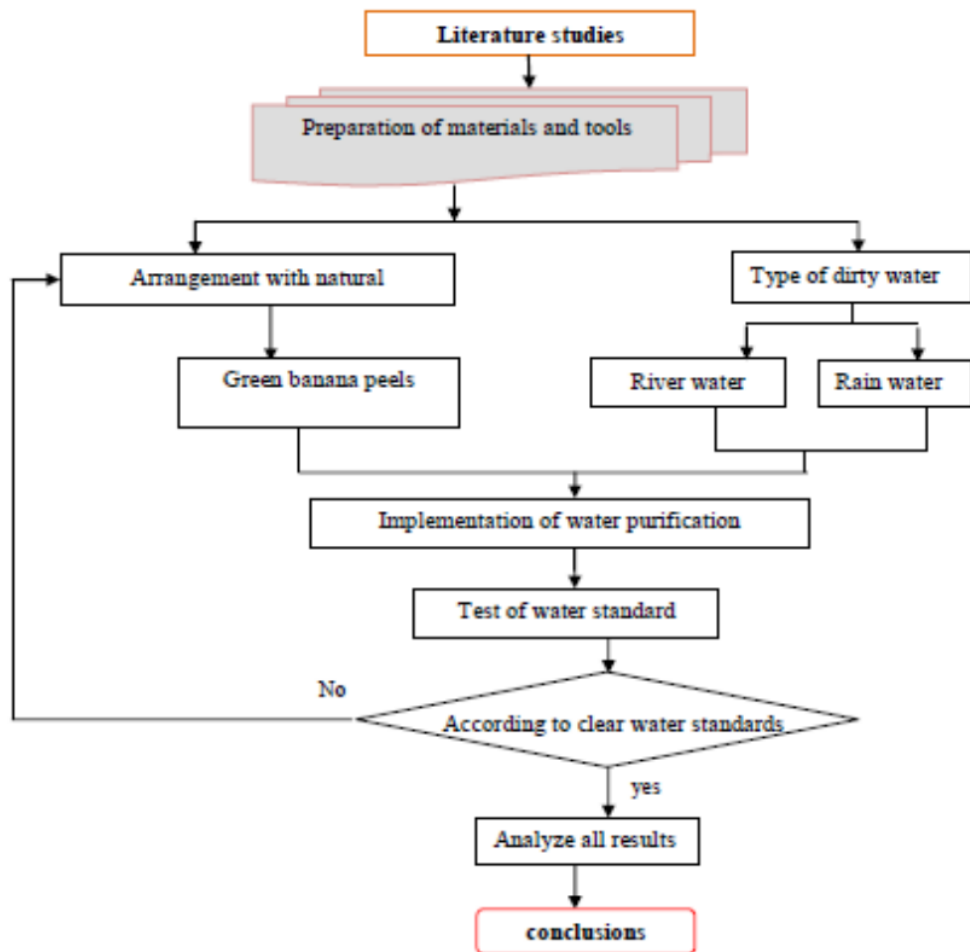 Literature studies
Preparation of materials and tools
Arrangement with natural
Type of dirty water
Green banana peels
River water
Rain water
Implementation of water purification
Test of water standard
No
According to clear water standards
yes
Analyze all results
conclusions